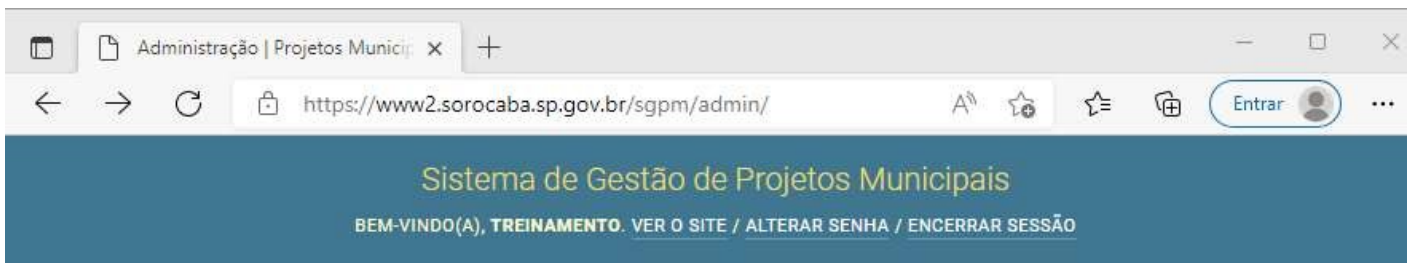 Administração | Projetos Municip
https://www2.sorocaba.sp.gov.br/sgpm/admin/ A Entrar
Sistema de Gestão de Projetos Municipais
BEM-VINDO(A), TREINAMENTO. VER O SITE / ALTERAR SENHA / ENCERRAR SESSÃO